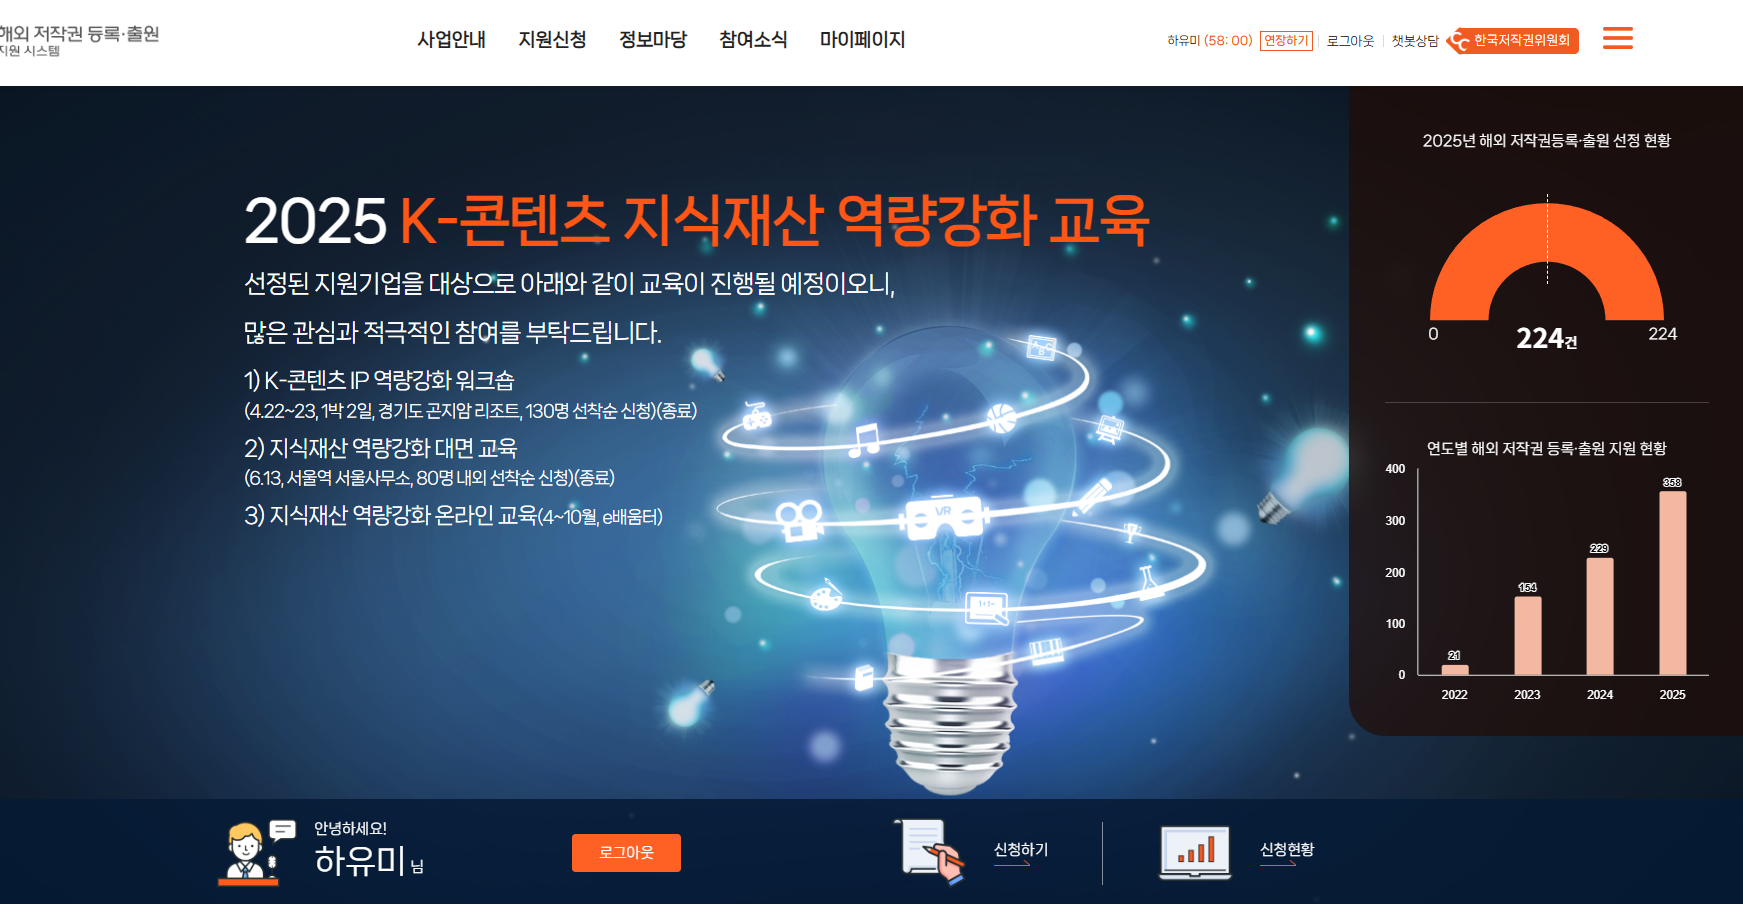 해외 저작권 등록·출원
지원 시스템
사업안내
지원신청
정보마당
참여소식
마이페이지
하유미 (58: 00)
연장하기
로그아웃
챗봇상담
한국저작권위원회
2025 K-콘텐츠 지식재산 역량강화 교육
선정된 지원기업을 대상으로 아래와 같이 교육이 진행될 예정이오니,
많은 관심과 적극적인 참여를 부탁드립니다.
1) K-콘텐츠 IP 역량강화 워크숍
(4.22~23, 1박 2일, 경기도 곤지암 리조트, 130명 선착순 신청)(종료)
2) 지식재산 역량강화 대면 교육
(6.13, 서울역 서울사무소, 80명 내외 선착순 신청)(종료)
3) 지식재산 역량강화 온라인 교육(4~10월, e배움터)
ABC
VR
1+1=
2025년 해외 저작권등록·출원 선정 현황
0
224건
224
연도별 해외 저작권 등록·출원 지원 현황
400
300
200
100
0
21
154
229
358
2022
2023
2024
2025
안녕하세요!
하유미 님
로그아웃
신청하기
신청현황